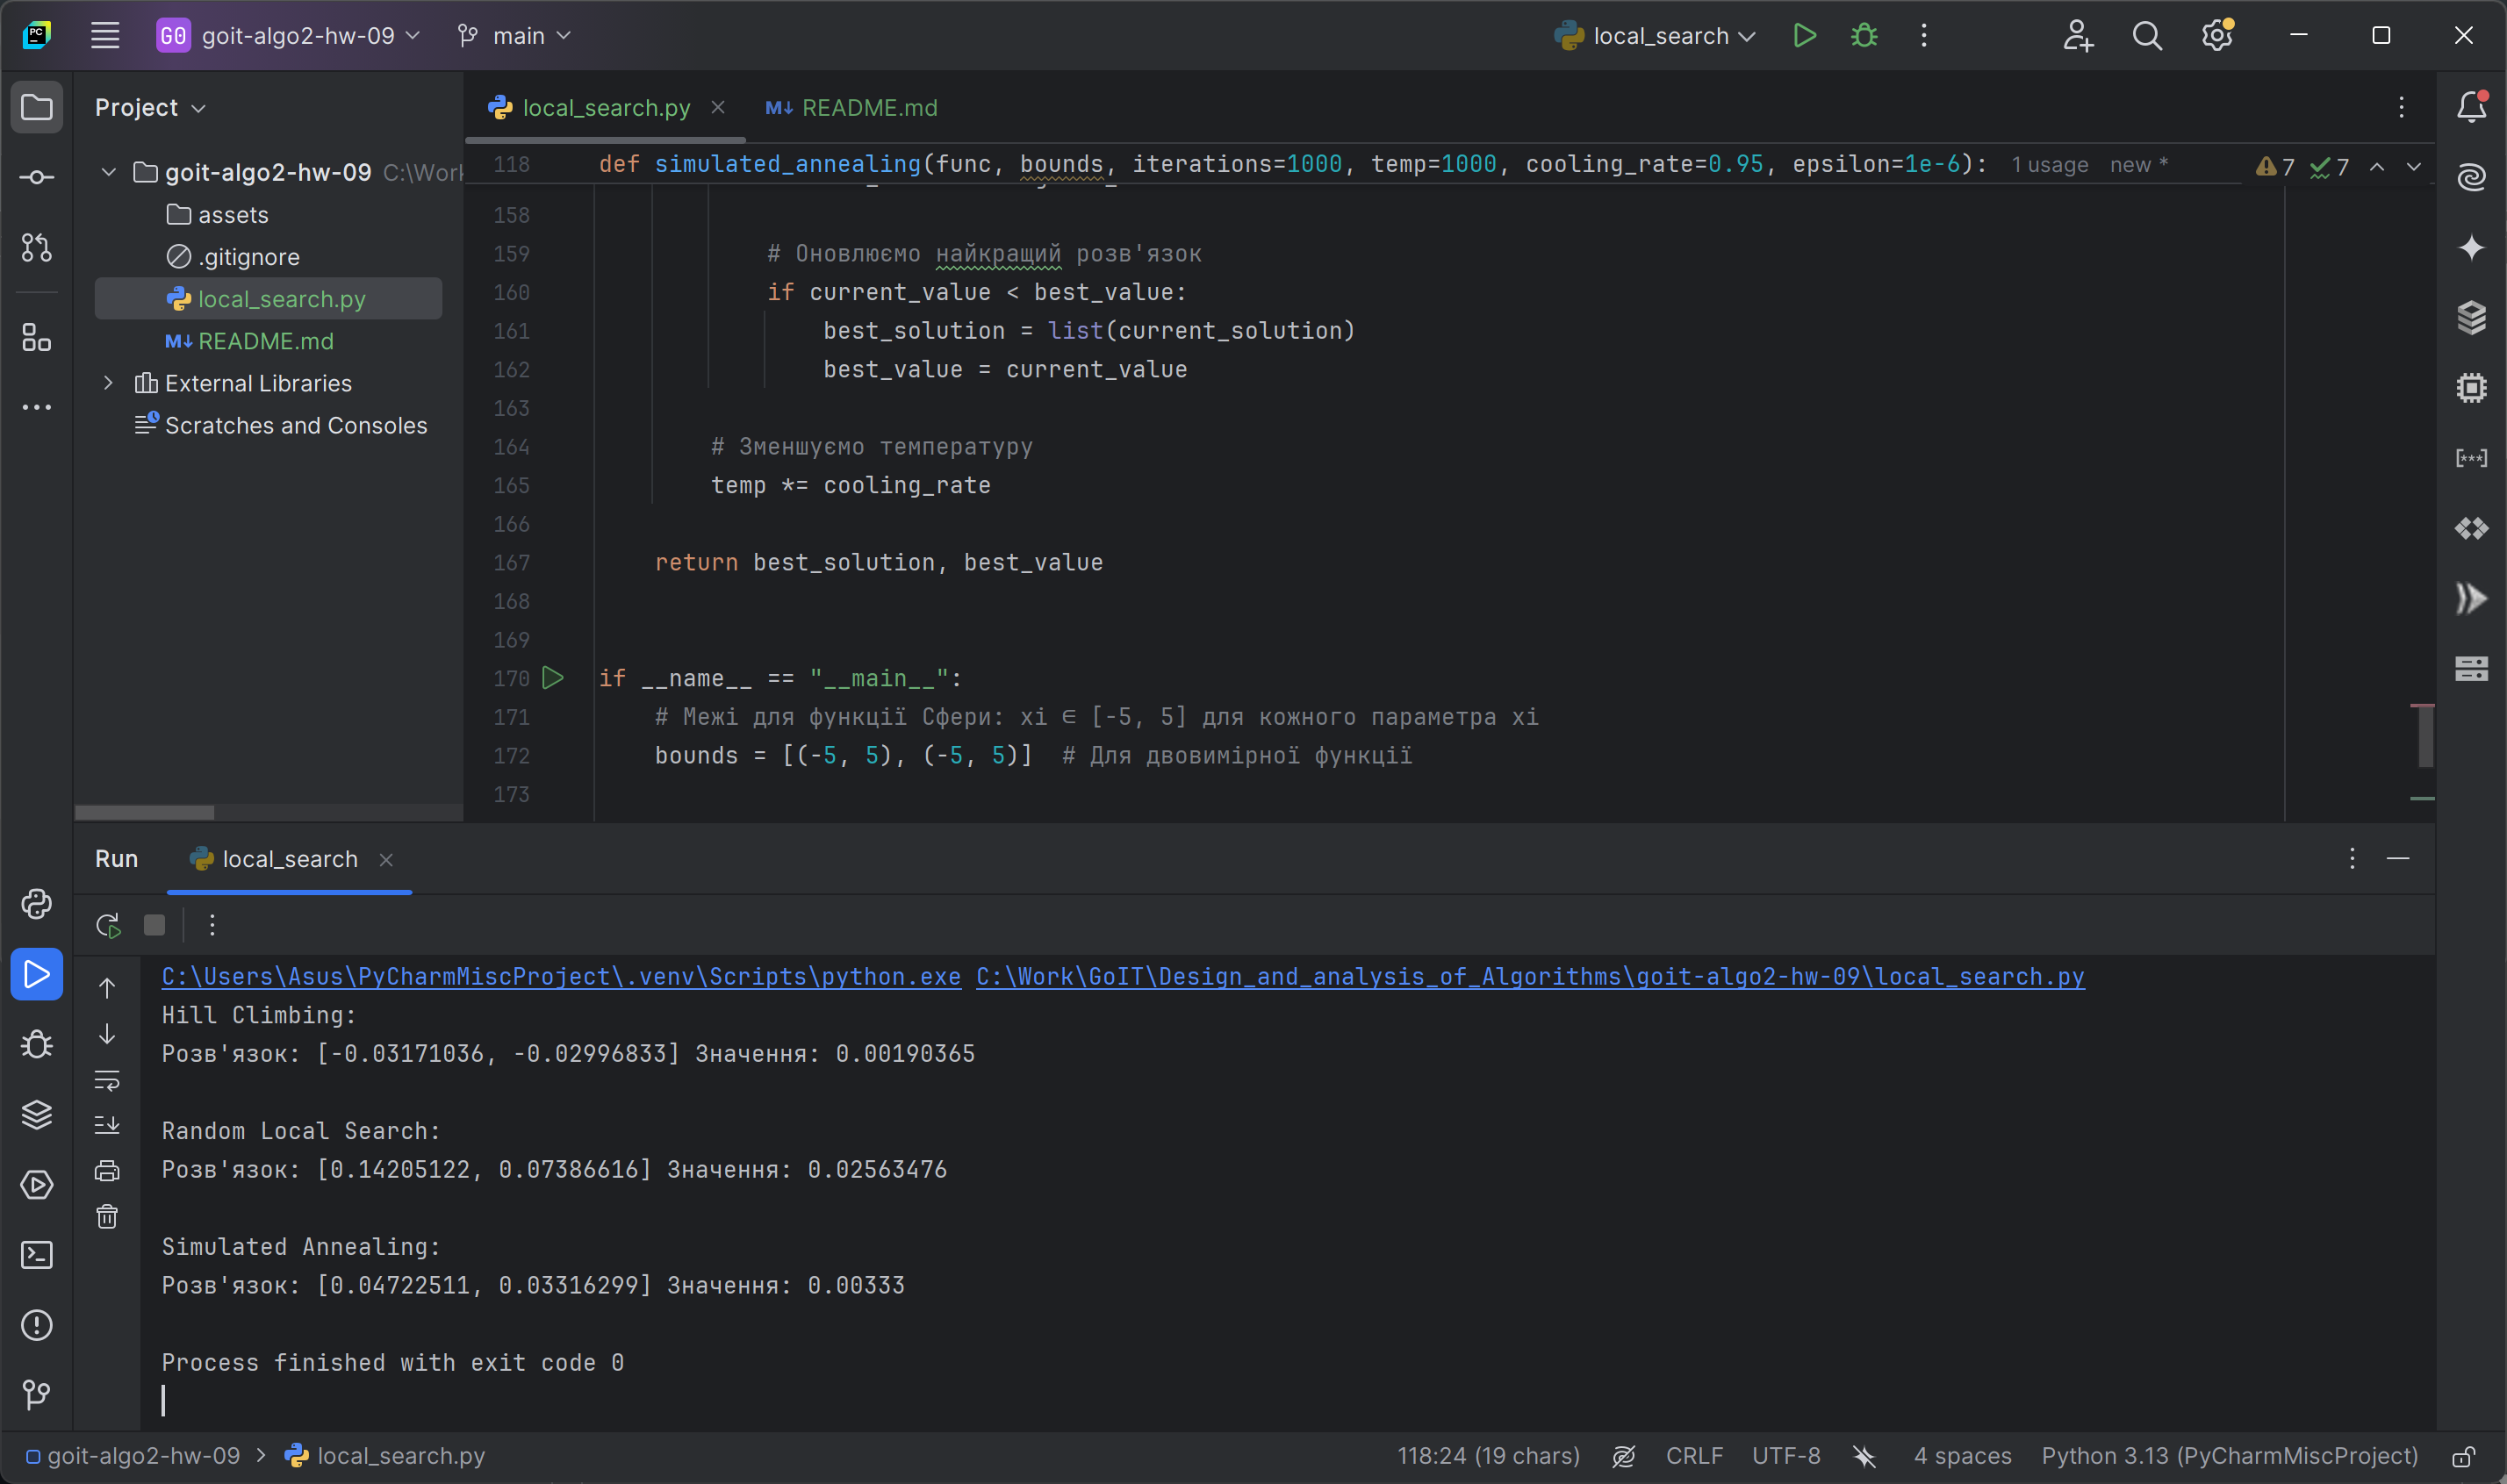 PC
GO goit-algo2-hw-09 main local_search
Project
local_search.py
M↓ README.md
goit-algo2-hw-09
assets
.gitignore
local_search.py
M↓ README.md
External Libraries
Scratches and Consoles
118 def simulated_annealing(func, bounds, iterations=1000, temp=1000, cooling_rate=0.95, epsilon=1e-6): 1 usage new *
7 7
158
159 # Оновлюємо найкращий розв'язок
160 if current_value < best_value:
161 best_solution = list(current_solution)
162 best_value = current_value
163
164 # Зменшуємо температуру
165 temp *= cooling_rate
166
167 return best_solution, best_value
168
169
170 if __name__ == "__main__":
171 # Межі для функції Сфери: xi ∈ [-5, 5] для кожного параметра xi
172 bounds = [(-5, 5), (-5, 5)] # Для двовимірної функції
173
Run local_search
C:\Users\Asus\PyCharmMiscProject\.venv\Scripts\python.exe C:\Work\GoIT\Design_and_analysis_of_Algorithms\goit-algo2-hw-09\local_search.py
Hill Climbing:
Розв'язок: [-0.03171036, -0.02996833] Значення: 0.00190365
Random Local Search:
Розв'язок: [0.14205122, 0.07386616] Значення: 0.02563476
Simulated Annealing:
Розв'язок: [0.04722511, 0.03316299] Значення: 0.00333
Process finished with exit code 0
goit-algo2-hw-09 > local_search.py 118:24 (19 chars) CRLF UTF-8 4 spaces Python 3.13 (PyCharmMiscProject)